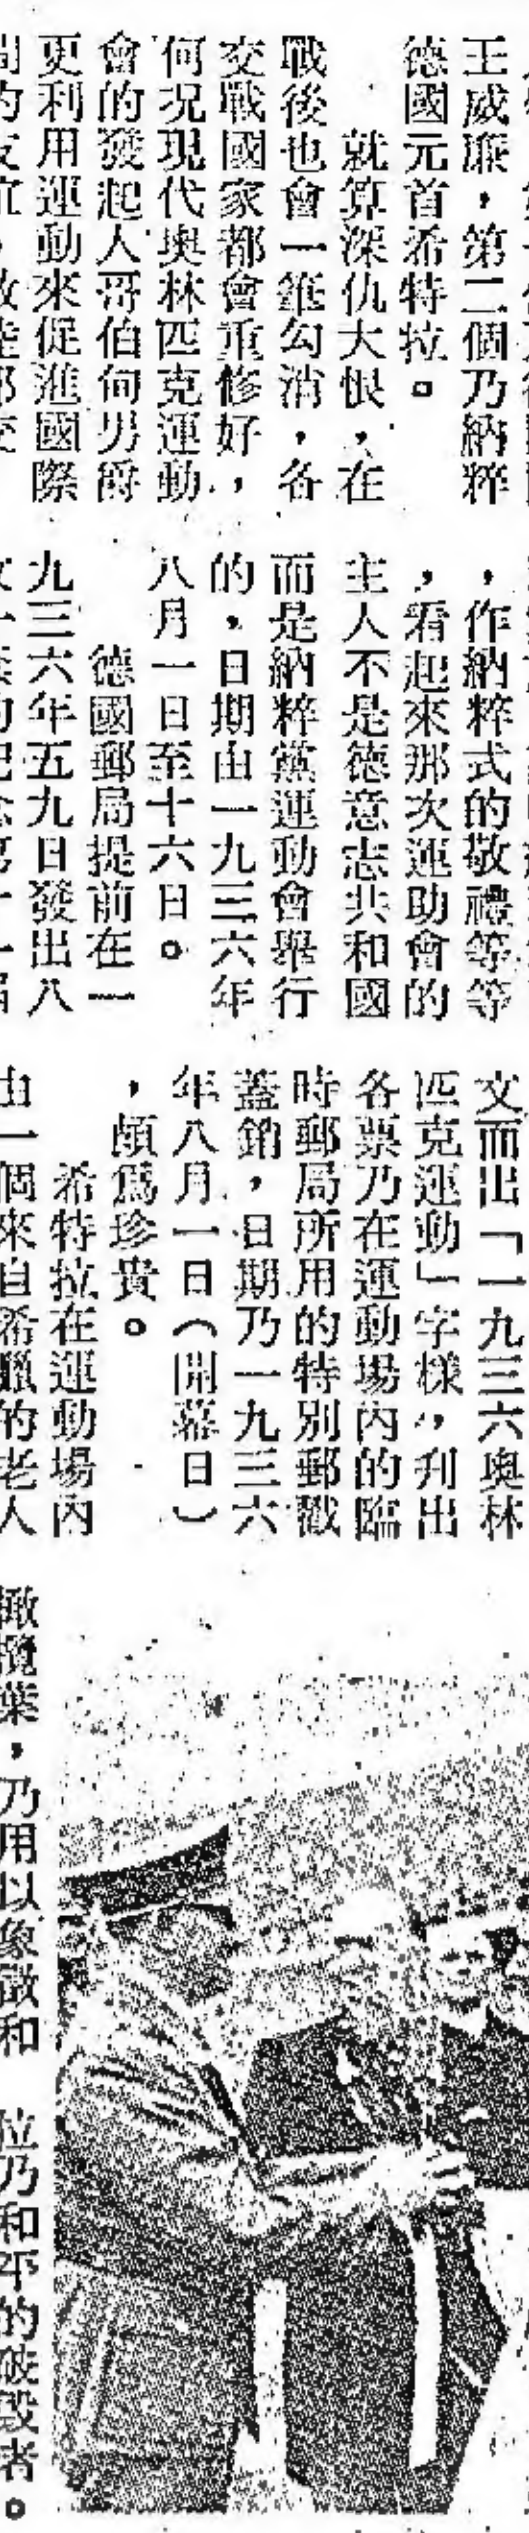 王威廉，第二個乃納粹
德國元首希特拉。
就算深仇大恨，在
戰後也會一筆勾消，各
交戰國家都會重修好，
何况現代奧林匹克運動
會的發起人哥伯甸男爵
更利用運動來促進國際
，作納粹式的敬禮等等
，看起來那次運助會的
主人不是德意志共和國
而是納粹黨運動會舉行
的，日期由一九三六年
八月一日至十六日。
德國郵局提前在一
九三六年五九日發出八
文而出「一九三六奧林
匹克運動」字樣，刋出
各票乃在運動場內的臨
時郵局所用的特別郵戳
蓋銷，日期乃一九三六
年八月一日（開幕日）
，頗爲珍貴。
希特拉在運動場內
由一個來自希臘的老人
橄欖葉，乃用以象徵和
位乃和平的破毀者。